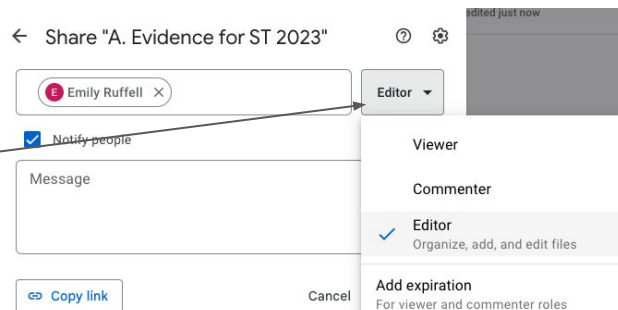 edited just now
Share "A. Evidence for ST 2023"
E Emily Ruffell
Editor
Notify people
Message
Viewer
Commenter
Editor
Organize, add, and edit files
Add expiration
For viewer and commenter roles
Copy link
Cancel